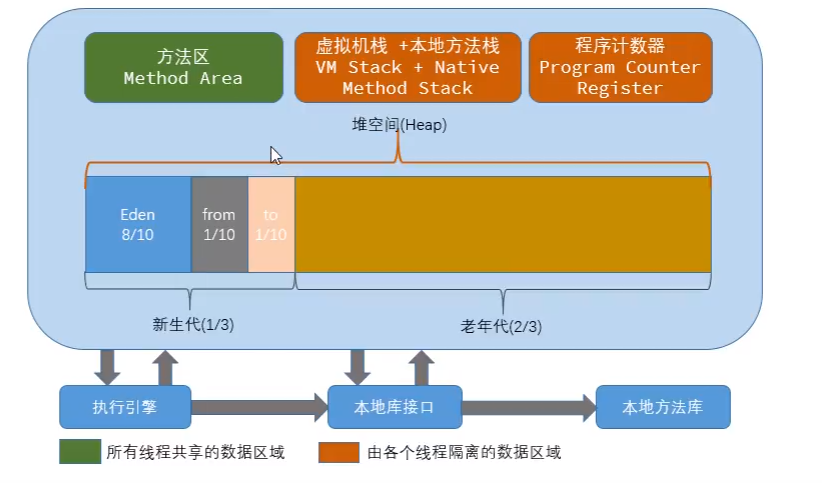 方法区
Method Area
虚拟机栈 +本地方法栈
VM Stack + Native
Method Stack
程序计数器
Program Counter
Register
堆空间(Heap)
Eden
8/10
from
1/10
to
1/10
新生代(1/3)
老年代(2/3)
执行引擎
本地库接口
本地方法库
所有线程共享的数据区域
由各个线程隔离的数据区域